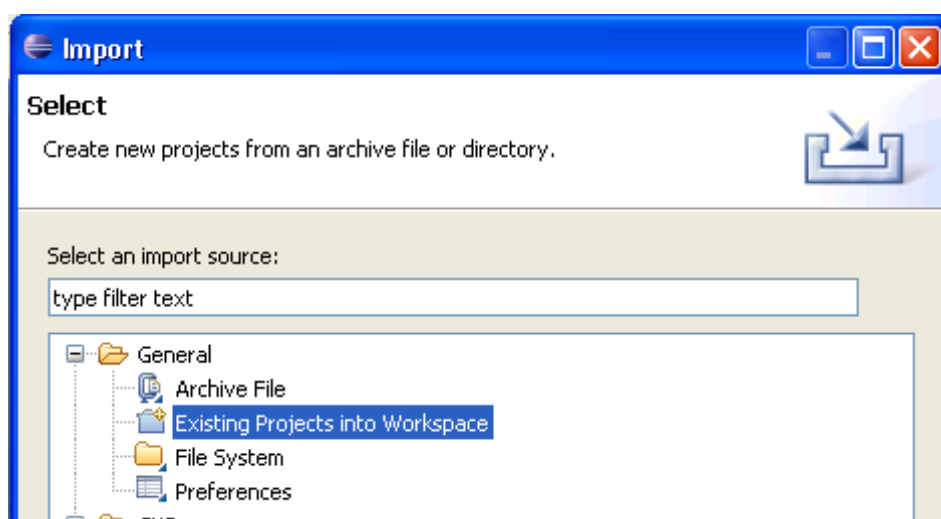 Import
Select
Create new projects from an archive file or directory.
Select an import source:
type filter text
General
Archive File
Existing Projects into Workspace
File System
Preferences